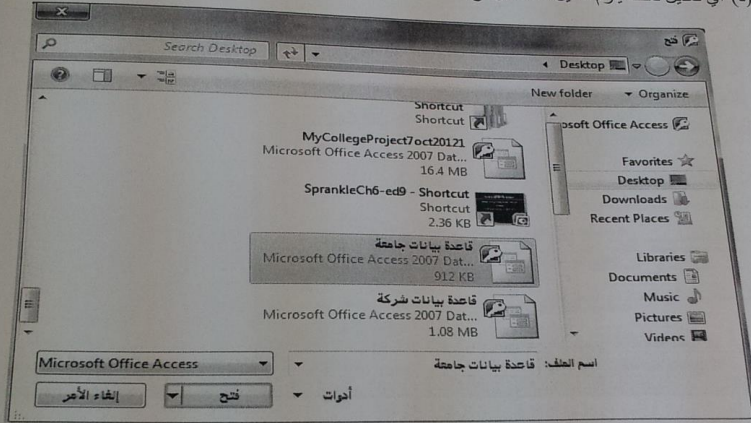 فتح
Desktop
Search Desktop
Organize
New folder
osoft Office Access
Favorites
Desktop
Downloads
Recent Places
Libraries
Documents
Music
Pictures
Videos
Shortcut
Shortcut
MyCollegeProject7oct20121
Microsoft Office Access 2007 Dat...
16.4 MB
SprankleCh6-ed9 - Shortcut
Shortcut
2.36 KB
قاعدة بيانات جامعة
Microsoft Office Access 2007 Dat...
912 KB
قاعدة بيانات شركة
Microsoft Office Access 2007 Dat...
1.08 MB
اسم الملف: قاعدة بيانات جامعة
Microsoft Office Access
أدوات
فتح
إلغاء الأمر